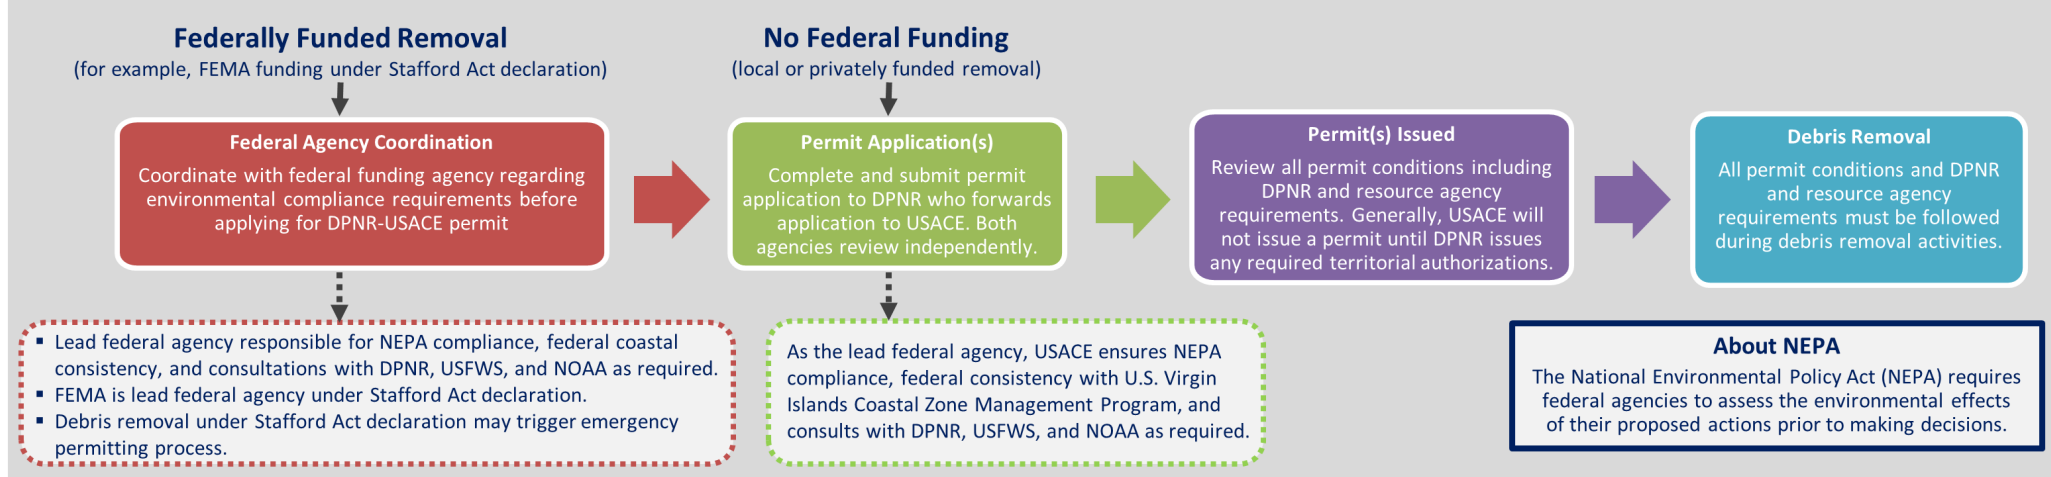 Federally Funded Removal
(for example, FEMA funding under Stafford Act declaration)
Federal Agency Coordination
Coordinate with federal funding agency regarding
environmental compliance requirements before
applying for DPNR-USACE permit
▪ Lead federal agency responsible for NEPA compliance, federal coastal
consistency, and consultations with DPNR, USFWS, and NOAA as required.
▪ FEMA is lead federal agency under Stafford Act declaration.
▪ Debris removal under Stafford Act declaration may trigger emergency
permitting process.
No Federal Funding
(local or privately funded removal)
Permit Application(s)
Complete and submit permit
application to DPNR who forwards
application to USACE. Both
agencies review independently.
As the lead federal agency, USACE ensures NEPA
compliance, federal consistency with U.S. Virgin
Islands Coastal Zone Management Program, and
consults with DPNR, USFWS, and NOAA as required.
Permit(s) Issued
Review all permit conditions including
DPNR and resource agency
requirements. Generally, USACE will
not issue a permit until DPNR issues
any required territorial authorizations.
Debris Removal
All permit conditions and DPNR
and resource agency
requirements must be followed
during debris removal activities.
About NEPA
The National Environmental Policy Act (NEPA) requires
federal agencies to assess the environmental effects
of their proposed actions prior to making decisions.